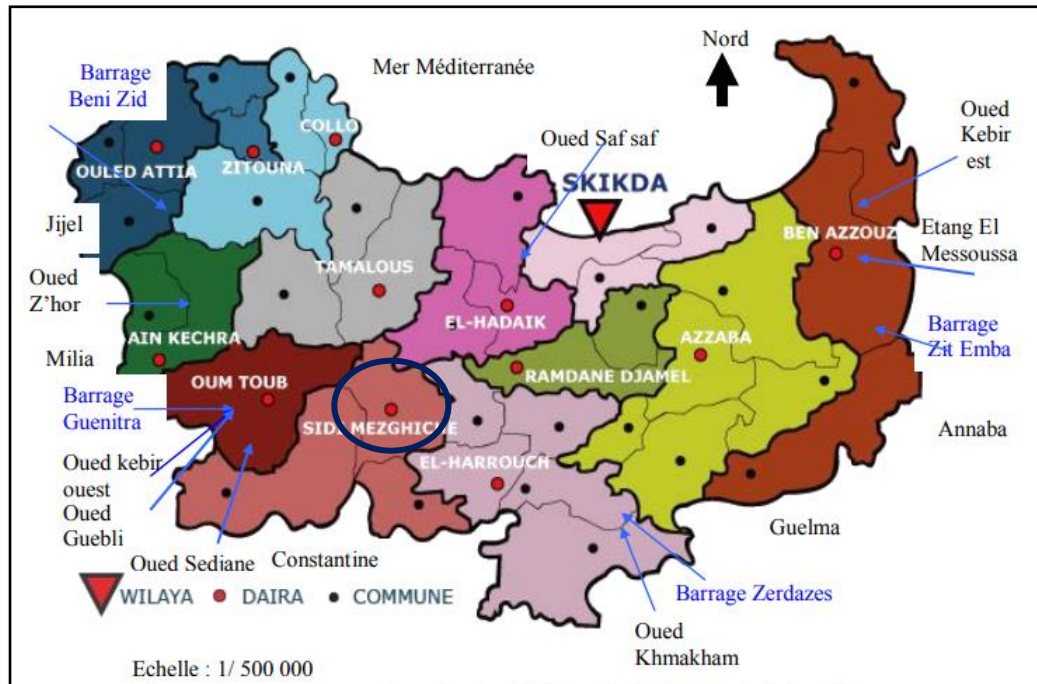 Nord
Mer Méditerranée
Barrage
Beni Zid
Oued
Kebir
est
COLLO
Oued Saf saf
OULED ATTIA
ZITOUNA
SKIKDA
Jijel
BEN AZZOUZ
Etang El
Messoussa
Oued
Z’hor
TAMALOUS
EL-HADAIK
AIN KECHRA
AZZABA
Barrage
Zit Emba
Milia
OUM TOUB
RAMDANE DJAMEL
Barrage
Guenitra
SIDI MEZGHICHE
Annaba
EL-HARROUCH
Oued kebir
ouest
Oued
Guebli
Guelma
Oued Sediane
Constantine
WILAYA
DAIRA
COMMUNE
Barrage Zerdazes
Oued
Khmakham
Echelle : 1/ 500 000